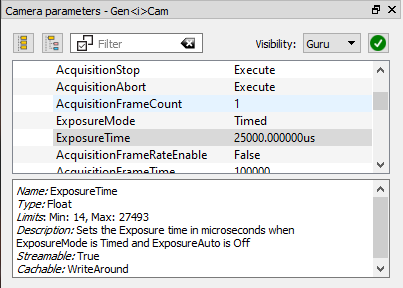 Camera parameters - Gen<i>Cam
Filter Visibility: Guru
AcquisitionStop Execute
AcquisitionAbort Execute
AcquisitionFrameCount 1
ExposureMode Timed
ExposureTime 25000.000000us
AcquisitionFrameRateEnable False
AcquisitionFrameTime 100000
Name: ExposureTime
Type: Float
Limits: Min: 14, Max: 27493
Description: Sets the Exposure time in microseconds when
ExposureMode is Timed and ExposureAuto is Off
Streamable: True
Cachable: WriteAround